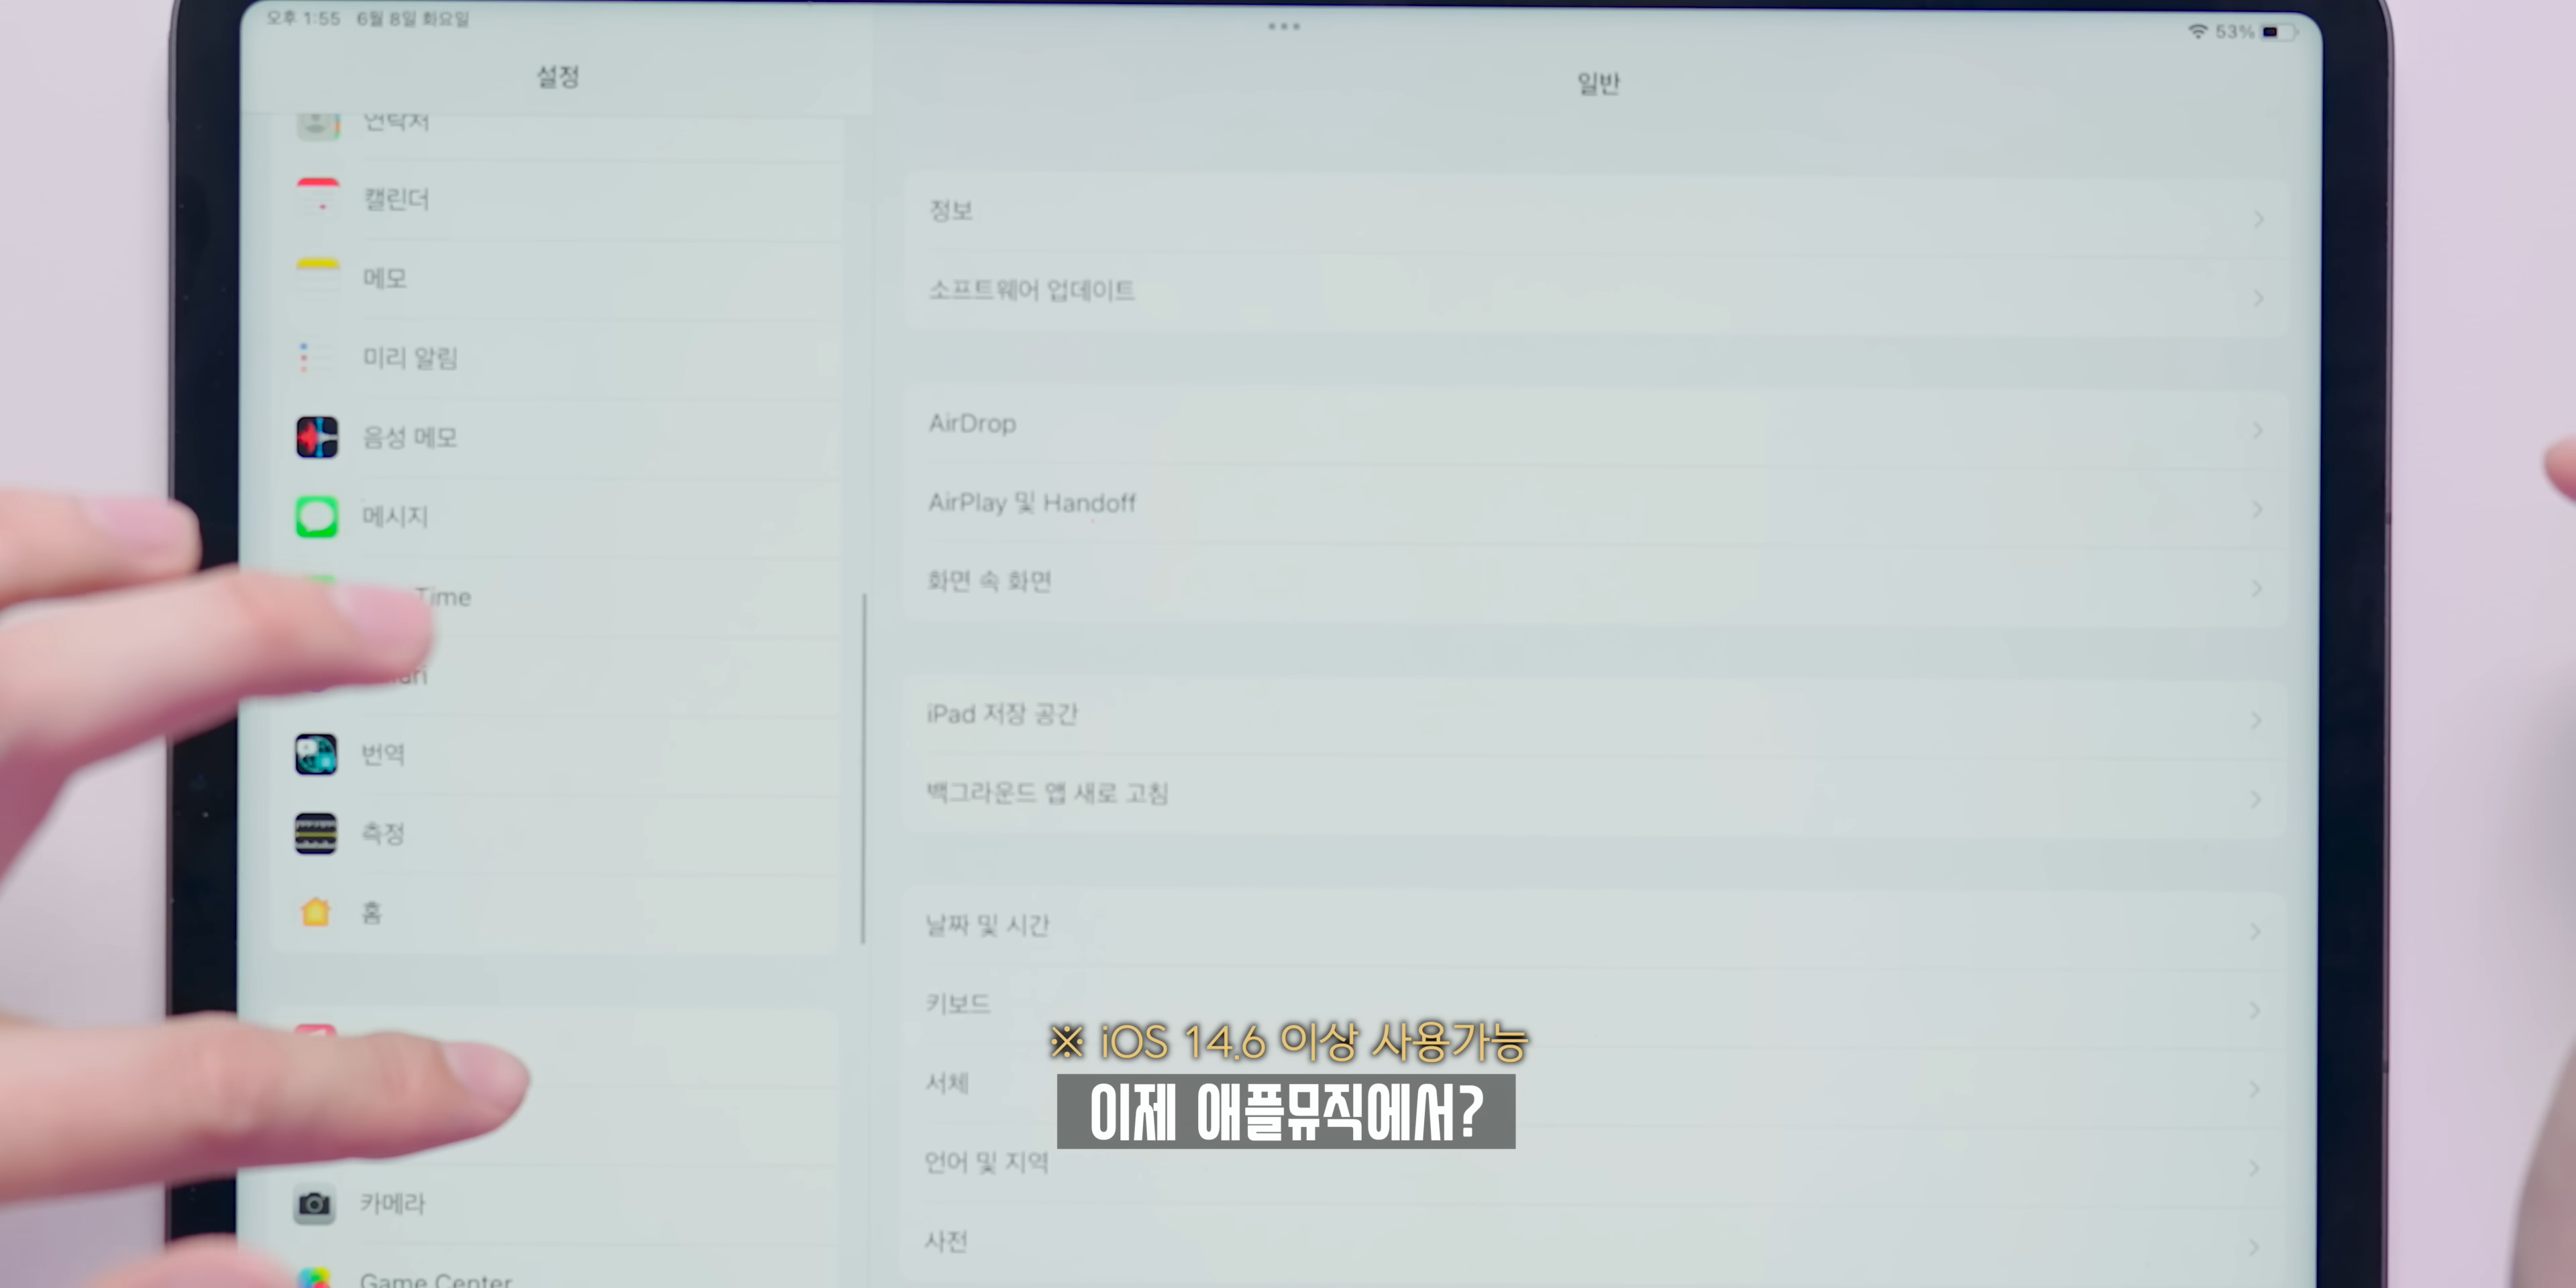 오후 1:55 6월 8일 화요일
53%
설정
연락처
캘린더
메모
미리 알림
음성 메모
메시지
Time
번역
측정
홈
카메라
Game Center
일반
정보
소프트웨어 업데이트
AirDrop
AirPlay 및 Handoff
화면 속 화면
iPad 저장 공간
백그라운드 앱 새로 고침
날짜 및 시간
키보드
서체
언어 및 지역
사전
※ iOS 14.6 이상 사용가능
이제 애플뮤직에서?